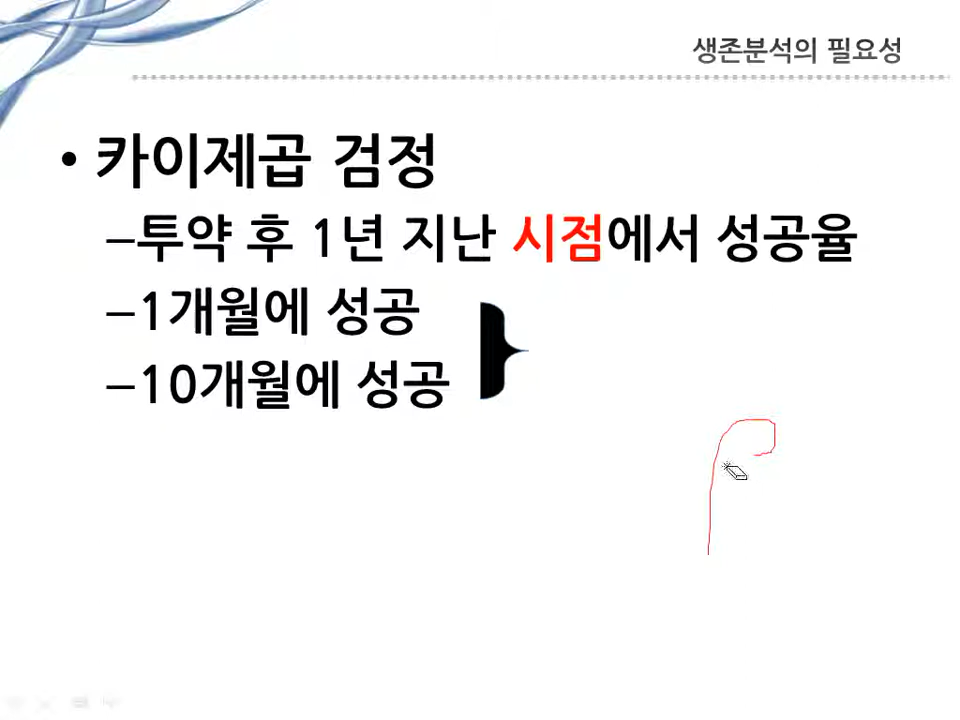 생존분석의 필요성
• 카이제곱 검정
–투약 후 1년 지난 시점에서 성공율
–1개월에 성공
–10개월에 성공